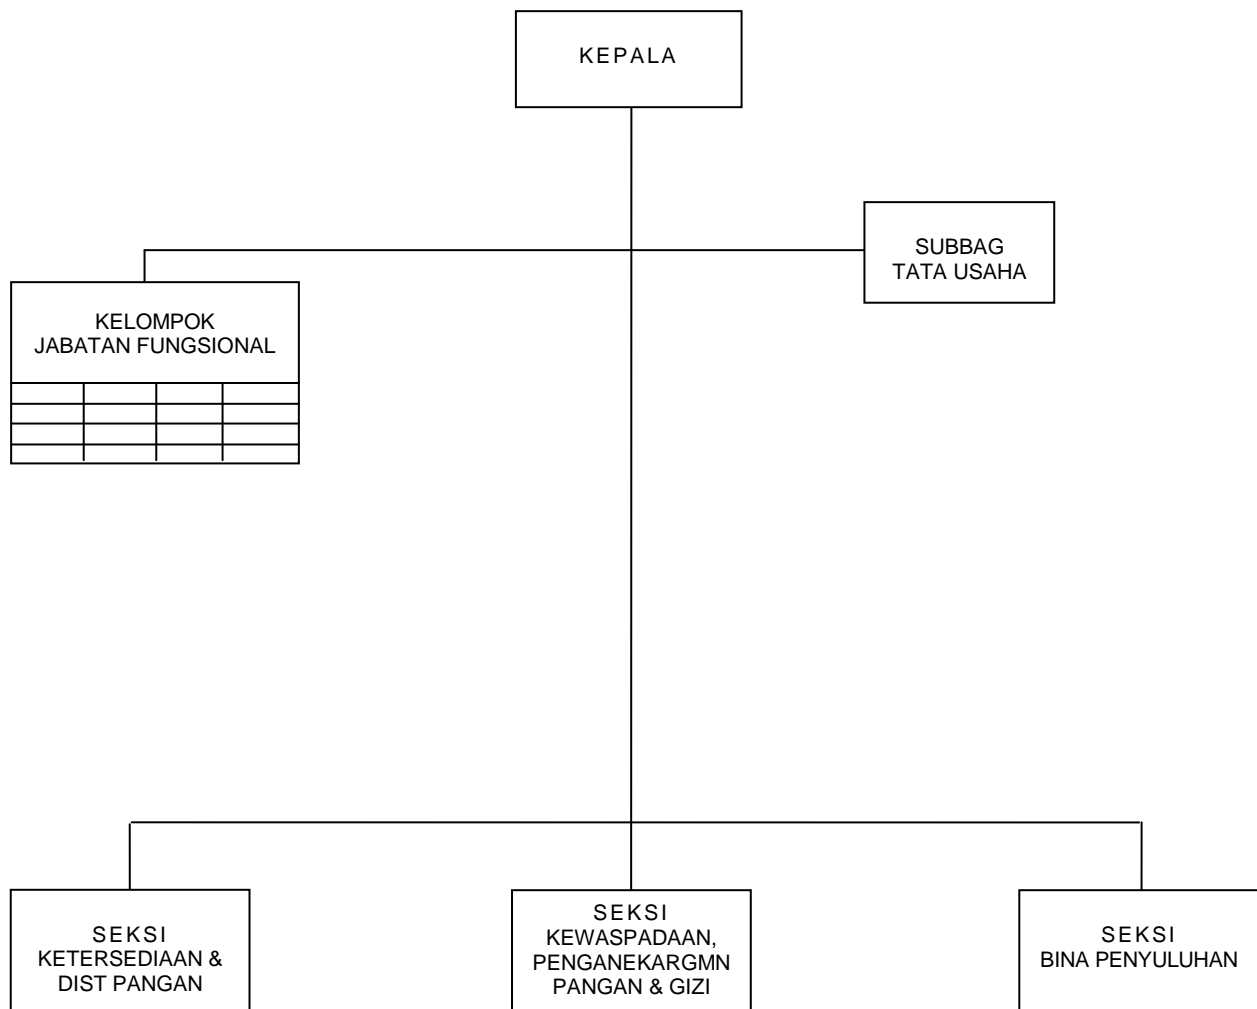 KEPALA
SUBBAG
TATA USAHA
KELOMPOK
JABATAN FUNGSIONAL
SEKSI
KETERSEDIAAN &
DIST PANGAN
SEKSI
KEWASPADAAN,
PENGANEKARGMN
PANGAN & GIZI
SEKSI
BINA PENYULUHAN